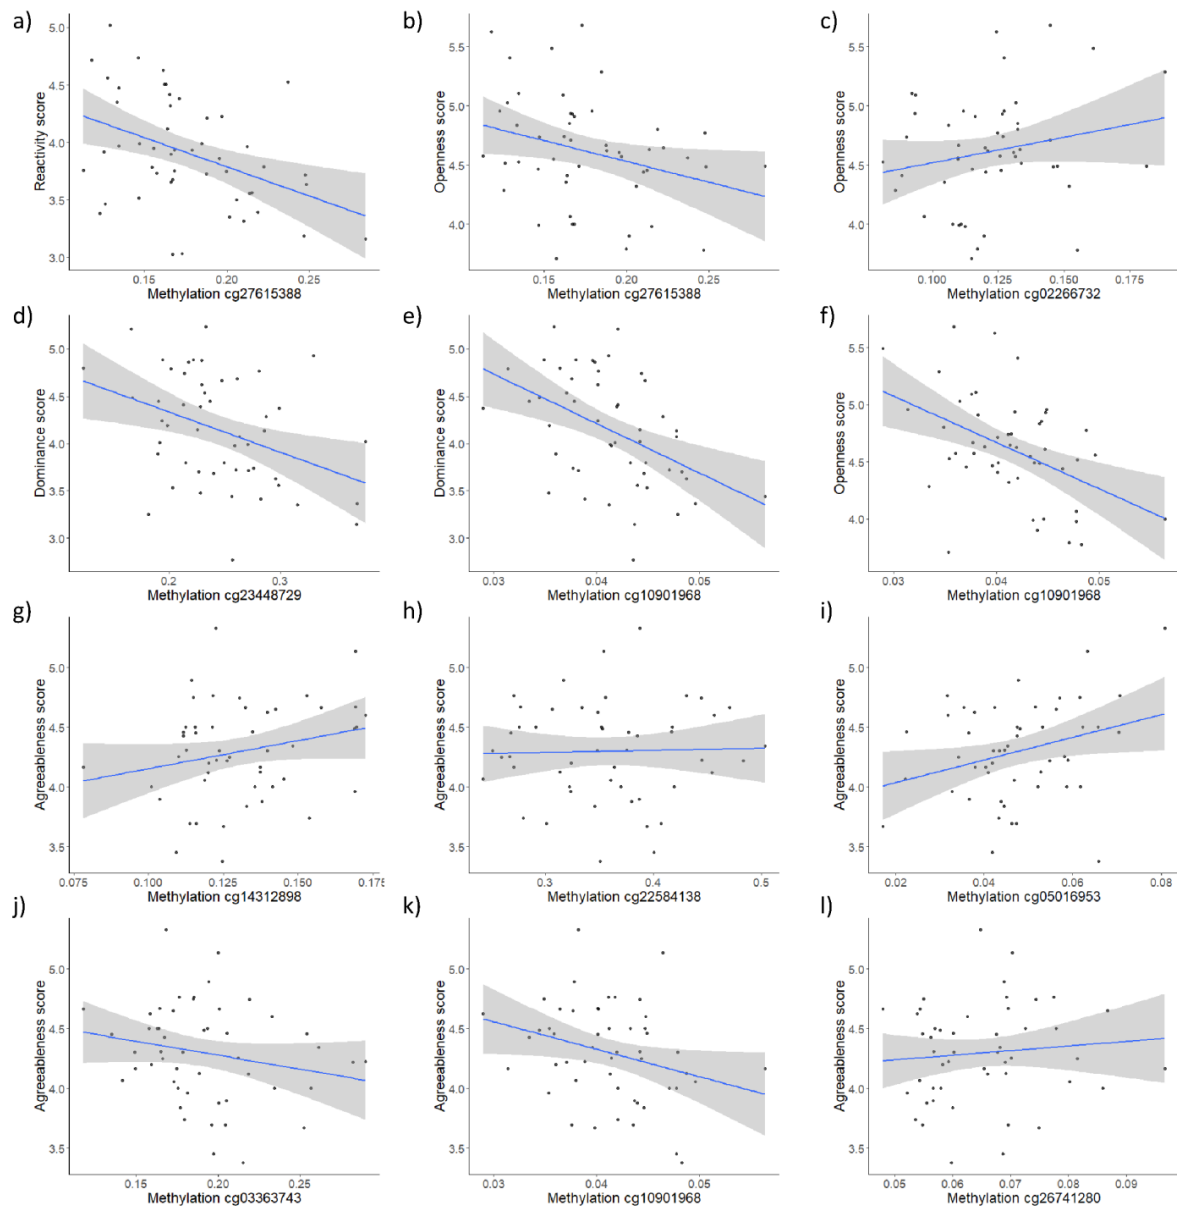 a) b) c)
5.0
4.5
4.0
3.5
3.0
Reactivity score
0.15 0.20 0.25
Methylation cg27615388
5.5
5.0
4.5
4.0
Openness score
0.15 0.20 0.25
Methylation cg27615388
5.5
5.0
4.5
4.0
Openness score
0.100 0.125 0.150 0.175
Methylation cg02266732
d) e) f)
5.0
4.5
4.0
3.5
3.0
Dominance score
0.2 0.3
Methylation cg23448729
5.0
4.5
4.0
3.5
3.0
Dominance score
0.03 0.04 0.05
Methylation cg10901968
5.5
5.0
4.5
4.0
Openness score
0.03 0.04 0.05
Methylation cg10901968
g) h) i)
5.0
4.5
4.0
3.5
Agreeableness score
0.075 0.100 0.125 0.150 0.175
Methylation cg14312898
5.0
4.5
4.0
3.5
Agreeableness score
0.3 0.4 0.5
Methylation cg22584138
5.0
4.5
4.0
3.5
Agreeableness score
0.02 0.04 0.06 0.08
Methylation cg05016953
j) k) l)
5.0
4.5
4.0
3.5
Agreeableness score
0.15 0.20 0.25
Methylation cg03363743
5.0
4.5
4.0
3.5
Agreeableness score
0.03 0.04 0.05
Methylation cg10901968
5.0
4.5
4.0
3.5
Agreeableness score
0.05 0.06 0.07 0.08 0.09
Methylation cg26741280